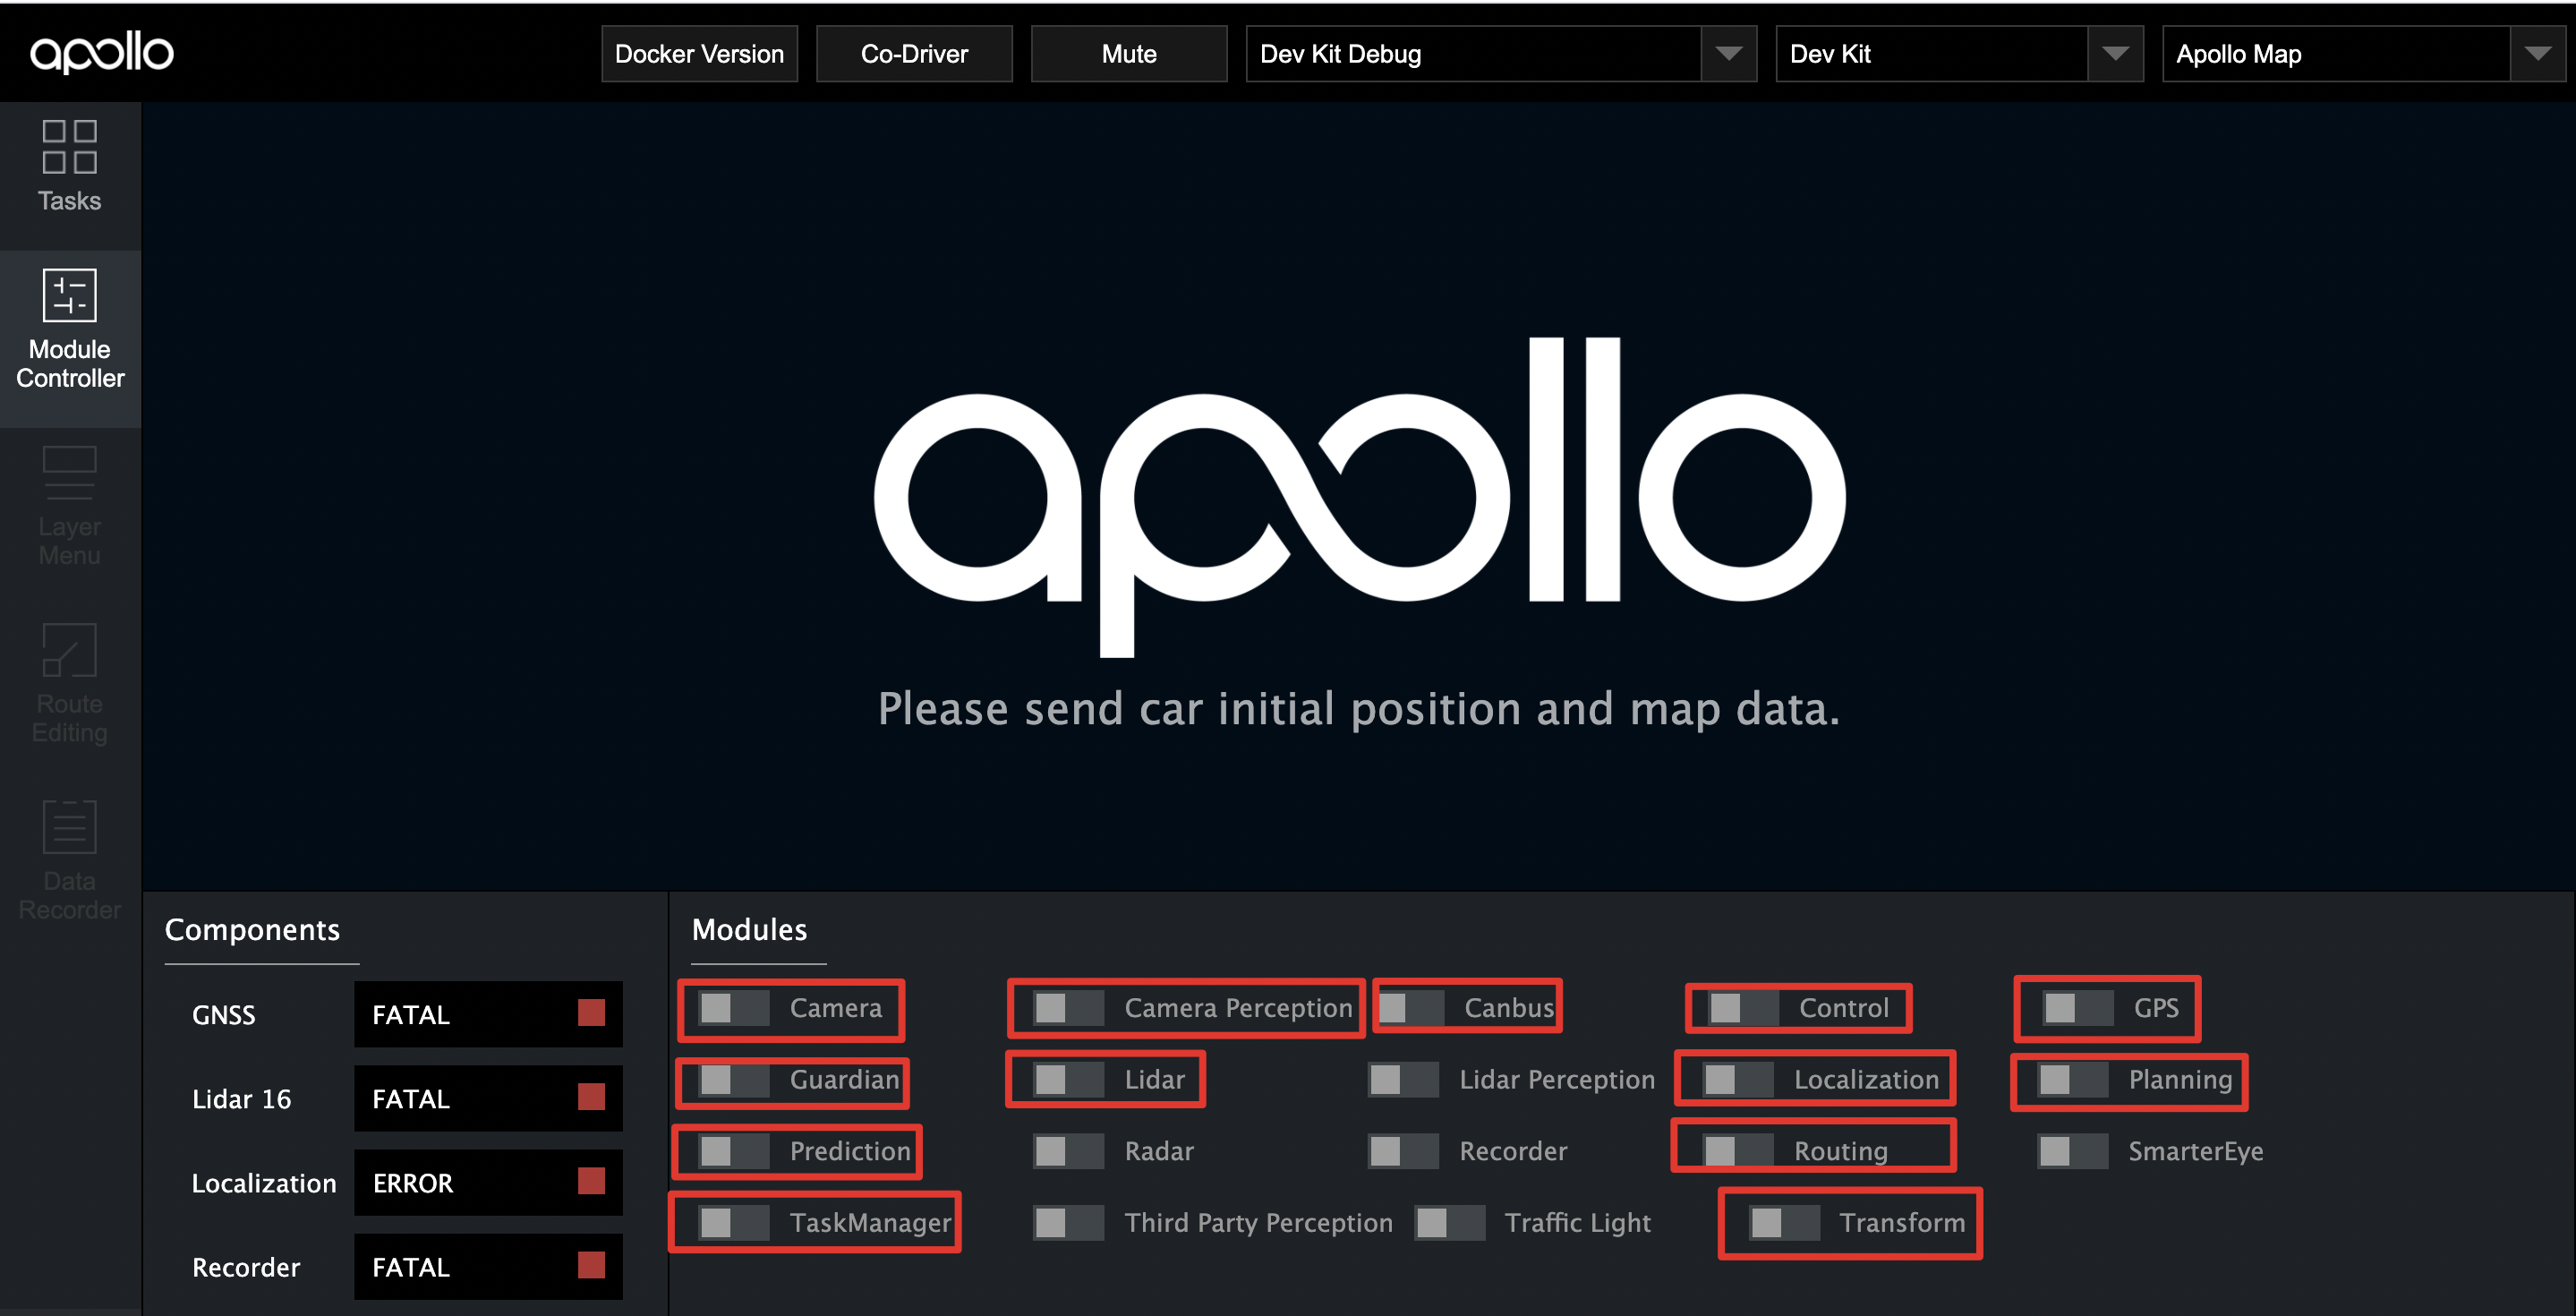 apollo
Docker Version
Co-Driver
Mute
Dev Kit Debug
Dev Kit
Apollo Map
Tasks
Module
Controller
Layer
Menu
Route
Editing
Data
Recorder
apollo
Please send car initial position and map data.
Components
GNSS FATAL
Lidar 16 FATAL
Localization ERROR
Recorder FATAL
Modules
Camera Camera Perception Canbus Control GPS
Guardian Lidar Lidar Perception Localization Planning
Prediction Radar Recorder Routing SmarterEye
TaskManager Third Party Perception Traffic Light Transform